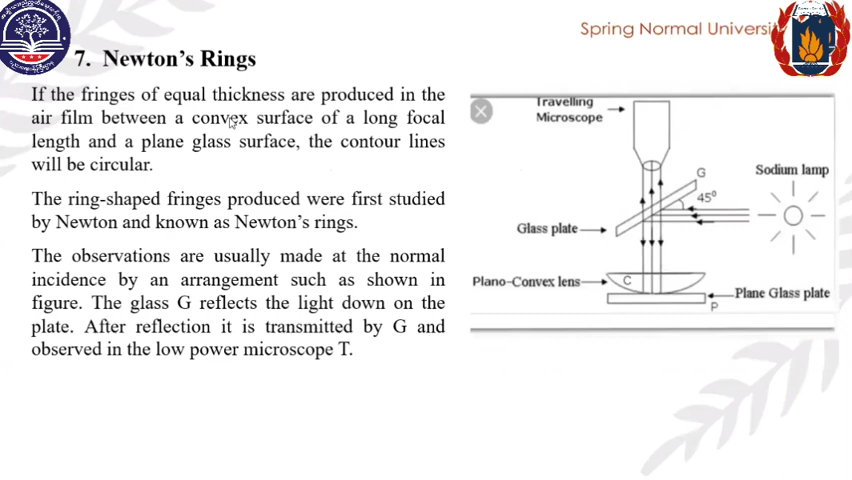 Spring Normal Universi
7. Newton's Rings
If the fringes of equal thickness are produced in the
air film between a convex surface of a long focal
length and a plane glass surface, the contour lines
will be circular.
The ring-shaped fringes produced were first studied
by Newton and known as Newton's rings.
The observations are usually made at the normal
incidence by an arrangement such as shown in
figure. The glass G reflects the light down on the
plate. After reflection it is transmitted by G and
observed in the low power microscope T.
Travelling
Microscope
G
Sodium lamp
45°
Glass plate
Plano-Convex lens
C
Plane Glass plate
P